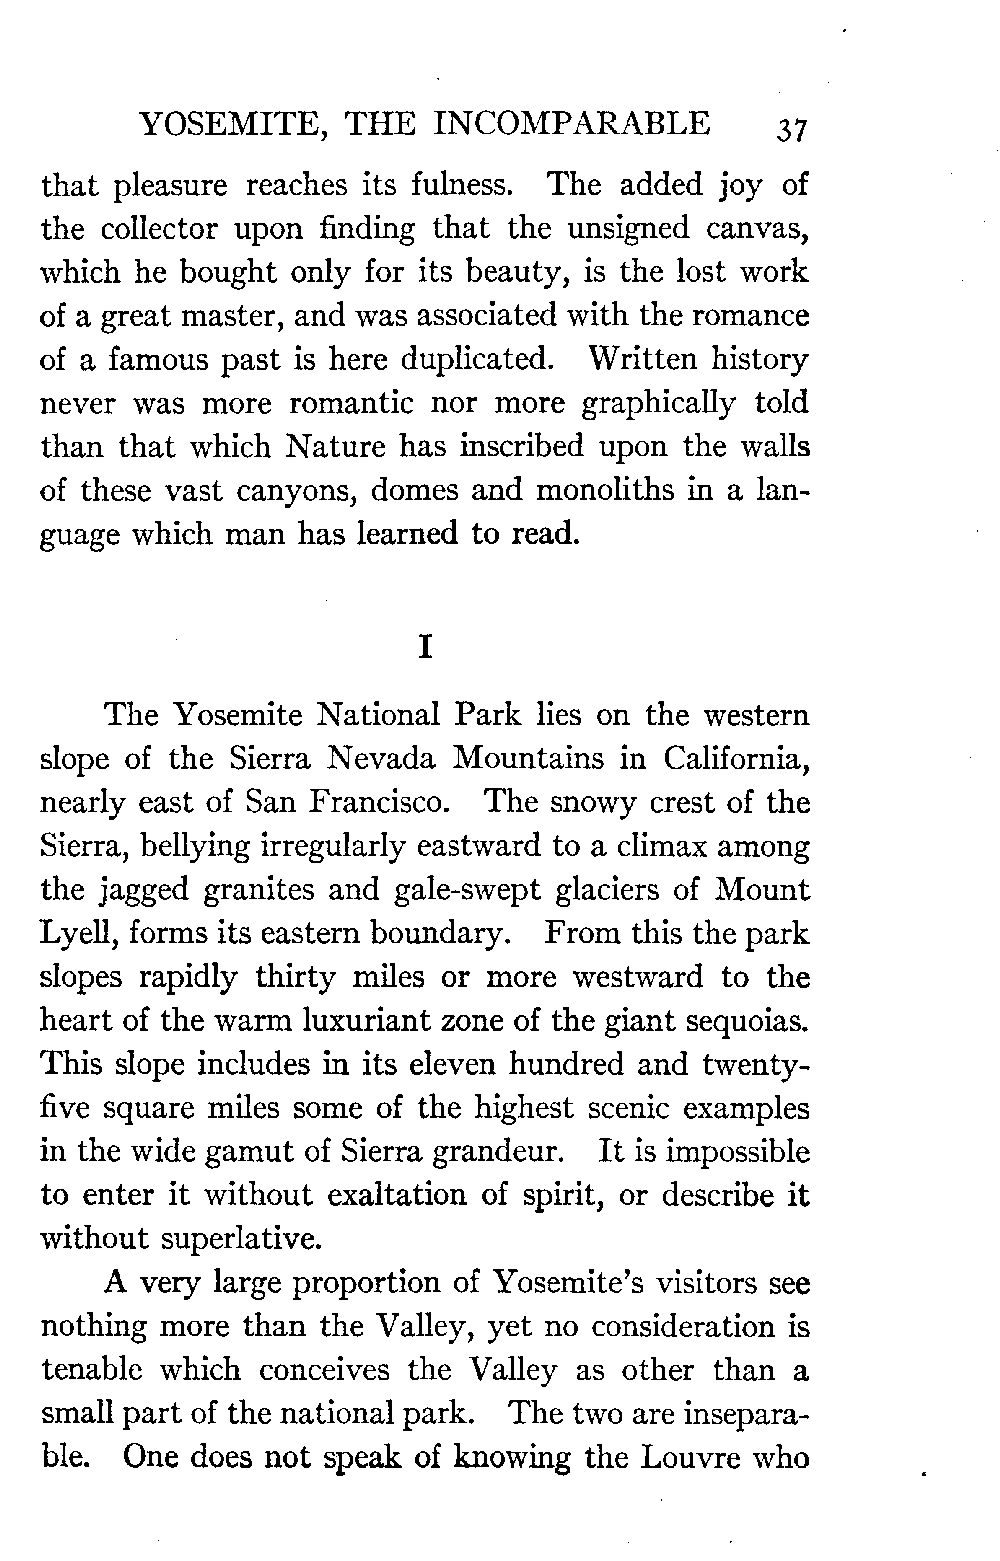 YOSEMITE, THE INCOMPARABLE 37
that pleasure reaches its fulness. The added joy of
the collector upon finding that the unsigned canvas,
which he bought only for its beauty, is the lost work
of a great master, and was associated with the romance
of a famous past is here duplicated. Written history
never was more romantic nor more graphically told
than that which Nature has inscribed upon the walls
of these vast canyons, domes and monoliths in a lan-
guage which man has learned to read.
I
The Yosemite National Park lies on the western
slope of the Sierra Nevada Mountains in California,
nearly east of San Francisco. The snowy crest of the
Sierra, bellying irregularly eastward to a climax among
the jagged granites and gale-swept glaciers of Mount
Lyell, forms its eastern boundary. From this the park
slopes rapidly thirty miles or more westward to the
heart of the warm luxuriant zone of the giant sequoias.
This slope includes in its eleven hundred and twenty-
five square miles some of the highest scenic examples
in the wide gamut of Sierra grandeur. It is impossible
to enter it without exaltation of spirit, or describe it
without superlative.
A very large proportion of Yosemite's visitors see
nothing more than the Valley, yet no consideration is
tenable which conceives the Valley as other than a
small part of the national park. The two are insepara-
ble. One does not speak of knowing the Louvre who